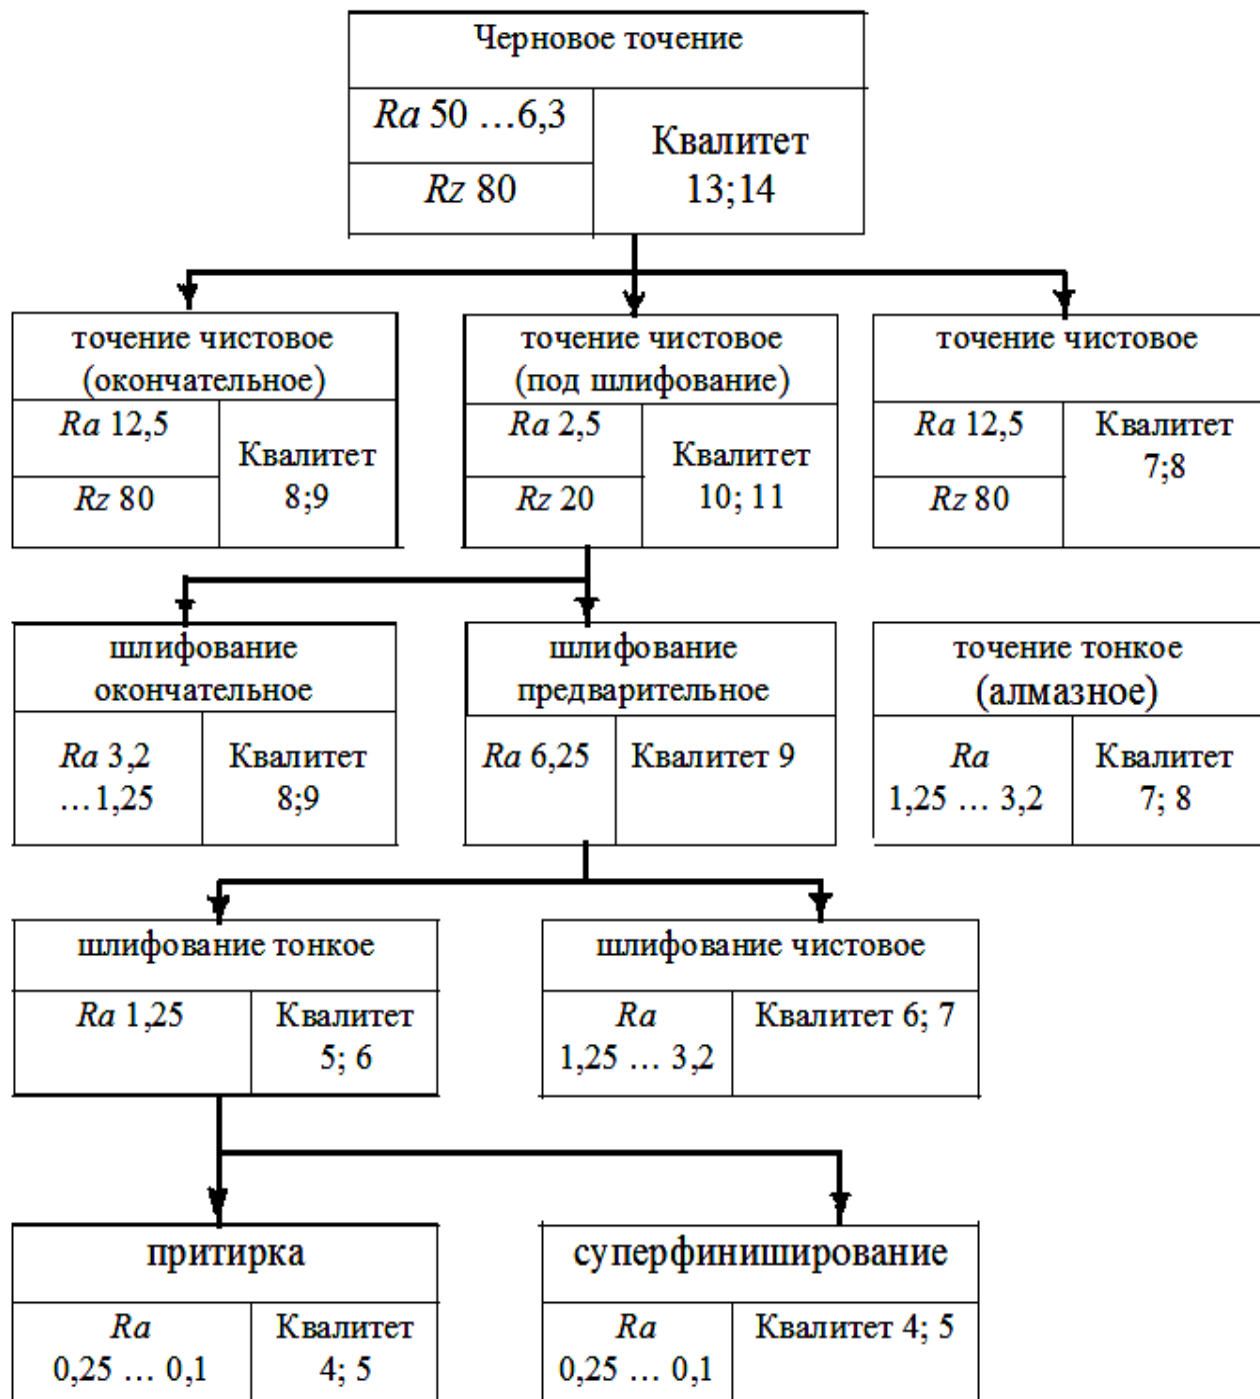 Черновое точение
Ra 50 …6,3
Rz 80
Квалитет
13;14
точение чистовое
(окончательное)
Ra 12,5
Rz 80
Квалитет
8;9
точение чистовое
(под шлифование)
Ra 2,5
Rz 20
Квалитет
10; 11
точение чистовое
Ra 12,5
Rz 80
Квалитет
7;8
шлифование
окончательное
Ra 3,2
…1,25
Квалитет
8;9
шлифование
предварительное
Ra 6,25
Квалитет 9
точение тонкое
(алмазное)
Ra
1,25 … 3,2
Квалитет
7; 8
шлифование тонкое
Ra 1,25
Квалитет
5; 6
шлифование чистовое
Ra
1,25 … 3,2
Квалитет 6; 7
притирка
Ra
0,25 … 0,1
Квалитет
4; 5
суперфиниширование
Ra
0,25 … 0,1
Квалитет 4; 5